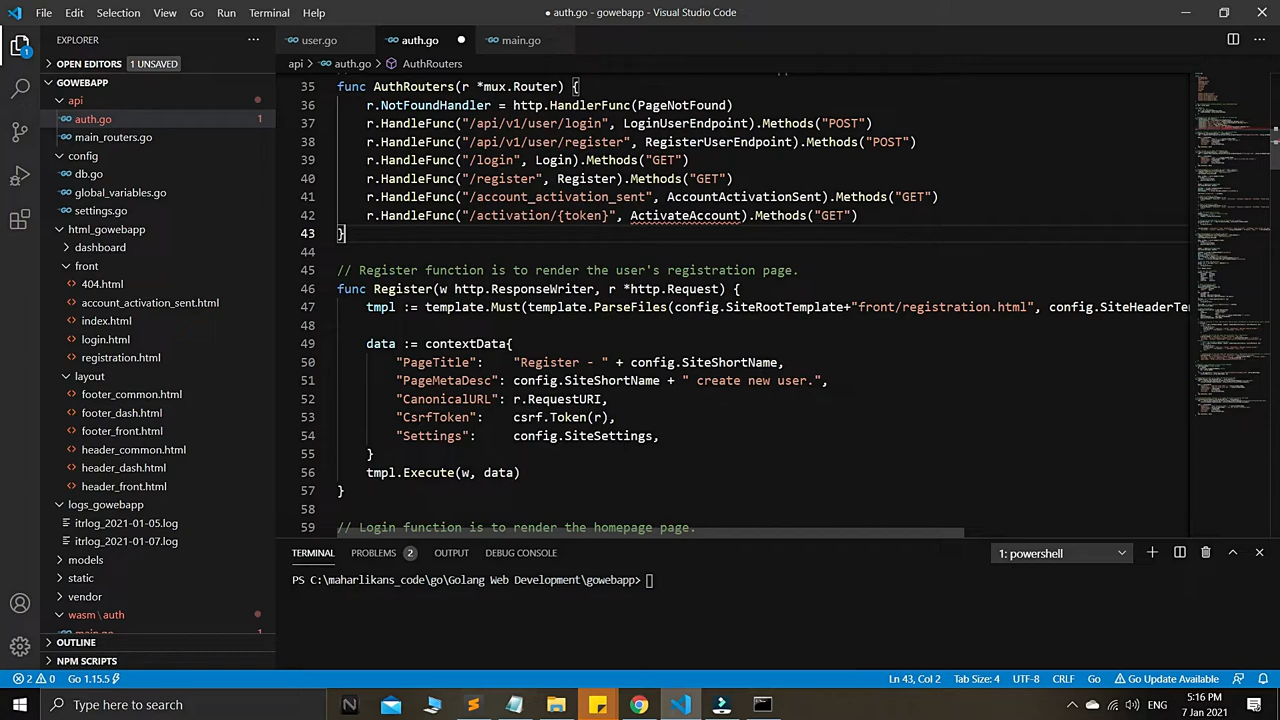 File Edit Selection View Go Run Terminal Help
● auth.go - gowebapp - Visual Studio Code
EXPLORER
OPEN EDITORS 1 UNSAVED
GOWEBAPP
api
auth.go 1
main_routers.go
config
db.go
global_variables.go
settings.go
html_gowebapp
dashboard
front
404.html
account_activation_sent.html
index.html
login.html
registration.html
layout
footer_common.html
footer_dash.html
footer_front.html
header_common.html
header_dash.html
header_front.html
logs_gowebapp
itrlog_2021-01-05.log
itrlog_2021-01-07.log
models
static
vendor
wasm\auth
main.go 1
OUTLINE
NPM SCRIPTS
user.go auth.go ● main.go
api > auth.go > AuthRouters
35 func AuthRouters(r *mux.Router) {
36 r.NotFoundHandler = http.HandlerFunc(PageNotFound)
37 r.HandleFunc("/api/ user/login , LoginUserEndpoint).Methods("POST")
38 r.HandleFunc("/api/ user/re , Endpoint).Methods("POST")
39 r.HandleFunc("/login , Login).Methods("GET")
40 r.HandleFunc("/register", Register).Methods("GET")
41 r.HandleFunc("/account_activation_sent", ).Methods("GET")
42 r.HandleFunc("/activation/{token}", ActivateAccount).Methods("GET")
43 }
44
45 // Register function is to render the user's registration page.
46 func Register(w http.ResponseWriter, r *http.Request) {
47 tmpl := template. template.ParseFiles(config.SiteRootTemplate+"front/registration.html", config.SiteHeaderTe
48
49 data := contextData{
50 "PageTitle": - " + config.SiteShortName,
51 "PageMetaDesc": config.SiteShortName + " create new user.",
52 "CanonicalURL": r.RequestURI,
53 "CsrfToken": csrf.Token(r),
54 "Settings": config.SiteSettings,
55 }
56 tmpl.Execute(w, data)
57 }
58
59 // Login function is to render the homepage page.
TERMINAL PROBLEMS 2 OUTPUT DEBUG CONSOLE 1: powershell
PS C:\maharlikans_code\go\Golang Web Development\gowebapp>
2 0 Go 1.15.5 Ln 43, Col 2 Tab Size: 4 UTF-8 CRLF Go Go Update Available
Type here to search
5:16 PM
7 Jan 2021